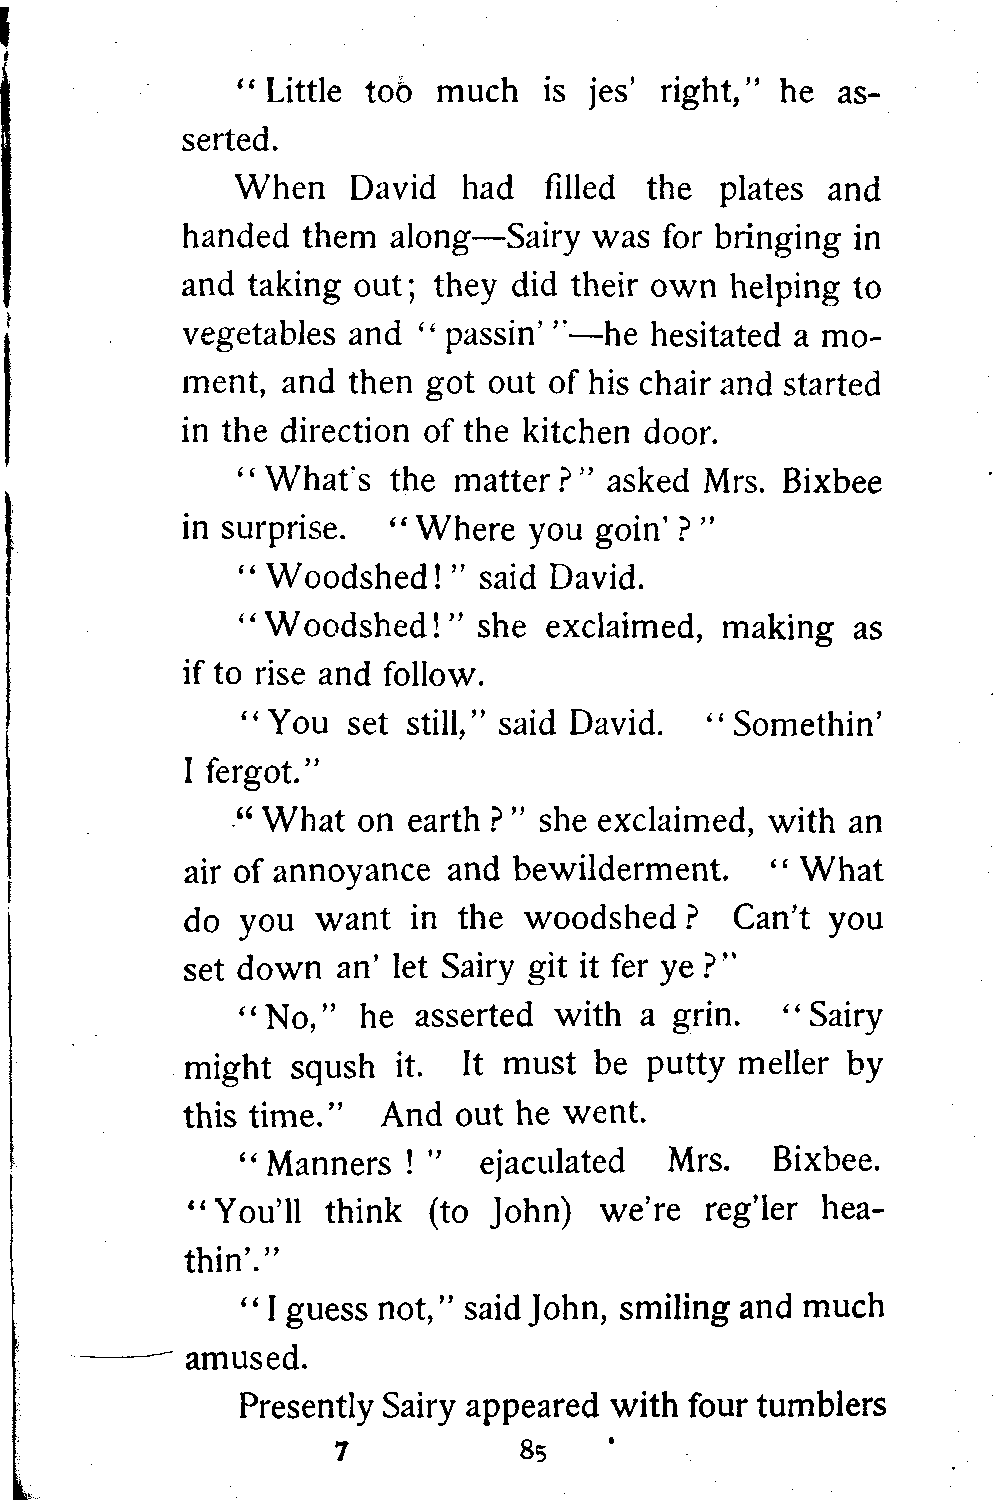 “ Little too much is jes’ right,” he as-
serted.
When David had filled the plates and
handed them along—Sairy was for bringing in
and taking out; they did their own helping to
vegetables and “ passin’ ”—he hesitated a mo-
ment, and then got out of his chair and started
in the direction of the kitchen door.
“ What's the matter ? ” asked Mrs. Bixbee
in surprise. “ Where you goin’ ? ”
“ Woodshed ! ” said David.
“ Woodshed ! ” she exclaimed, making as
if to rise and follow.
“ You set still,” said David. “ Somethin’
I fergot.”
“ What on earth ? ” she exclaimed, with an
air of annoyance and bewilderment. “ What
do you want in the woodshed ? Can’t you
set down an’ let Sairy git it fer ye ? ”
“ No,” he asserted with a grin. “ Sairy
might sqush it. It must be putty meller by
this time.” And out he went.
“ Manners ! ” ejaculated Mrs. Bixbee.
“ You’ll think (to John) we’re reg’ler hea-
thin’.”
“ I guess not,” said John, smiling and much
amused.
Presently Sairy appeared with four tumblers
7 85